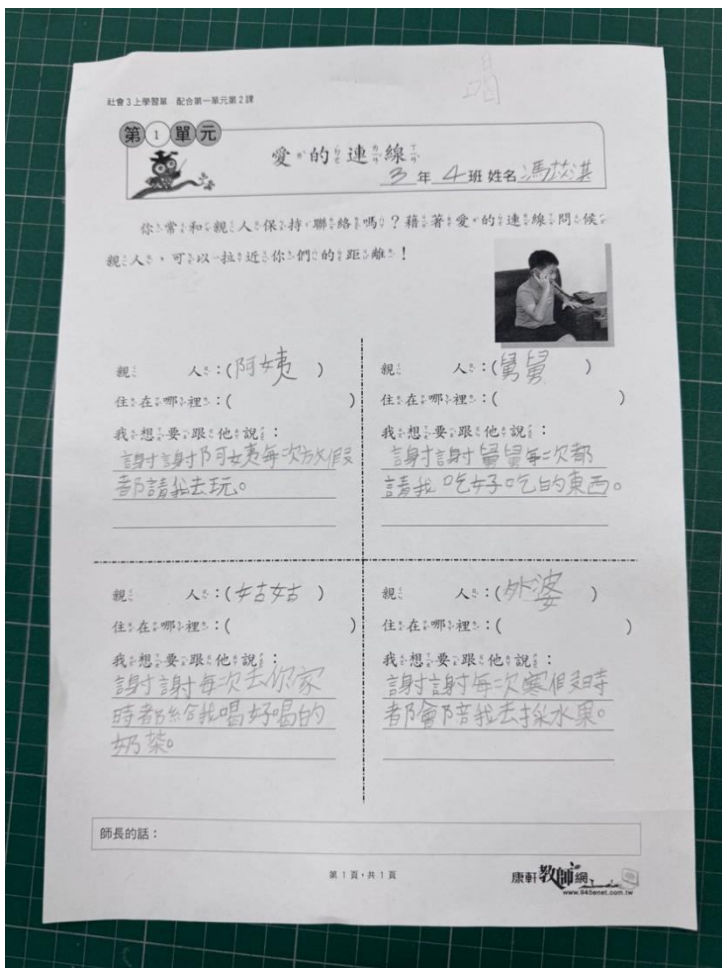 喝
社會3上學習單　配合第一單元第2課
第1單元
愛的連線
3年4班 姓名馮苡淇
你常和親人保持聯絡嗎？藉著愛的連線問候
親人，可以拉近你們的距離！
親　人：(阿姨)
住在哪裡：(　)
我想要跟他說：
謝謝阿姨每次放假
都請我去玩。
親　人：(舅舅)
住在哪裡：(　)
我想要跟他說：
謝謝舅舅每次都
請我吃好吃的東西。
親　人：(姑姑)
住在哪裡：(　)
我想要跟他說：
謝謝每次去你家
時都給我喝好喝的
奶茶。
親　人：(外婆)
住在哪裡：(　)
我想要跟他說：
謝謝每次寒假時
都會陪我去採水果。
師長的話：
第1頁，共1頁
康軒教師網
www.945enet.com.tw